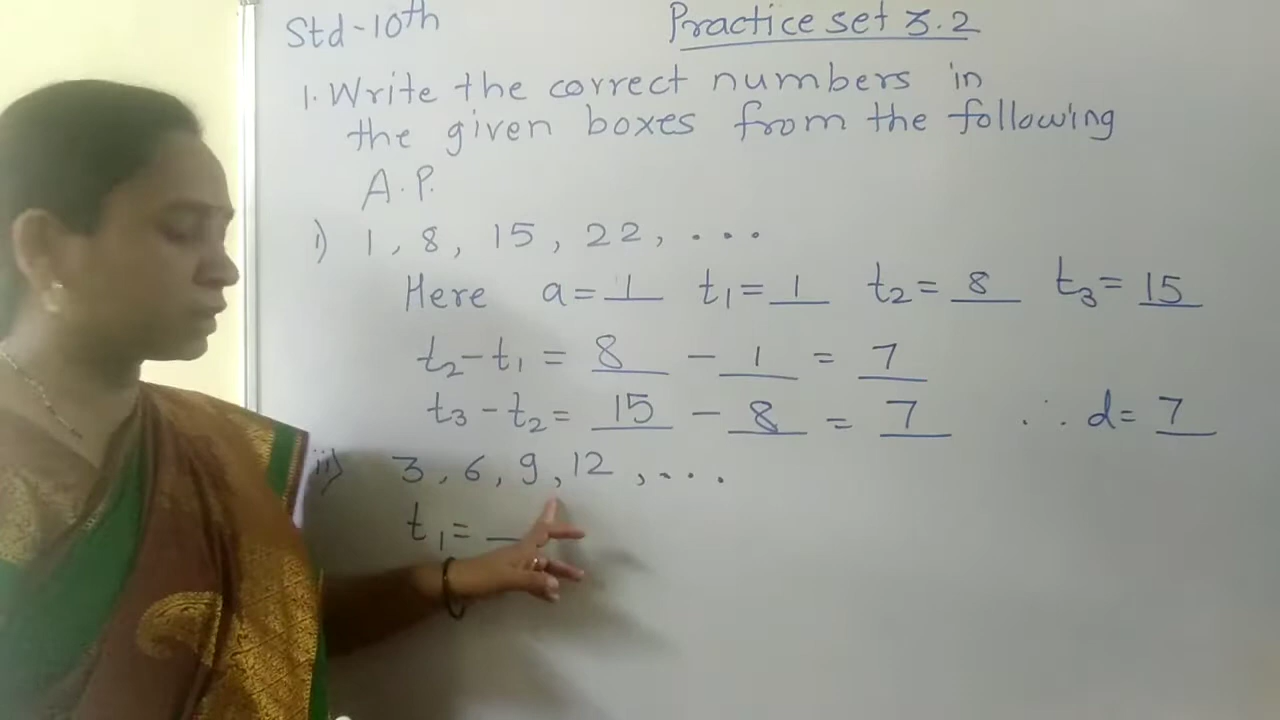 Std-10th
Practice set 3.2
1. Write the correct numbers in
the given boxes from the following
A.P.
i) 1, 8, 15, 22, ...
Here a= 1 t1= 1 t2= 8 t3= 15
t2-t1 = 8 - 1 = 7
t3-t2= 15 - 8 = 7 ∴ d= 7
ii) 3, 6, 9, 12, ...
t1= _